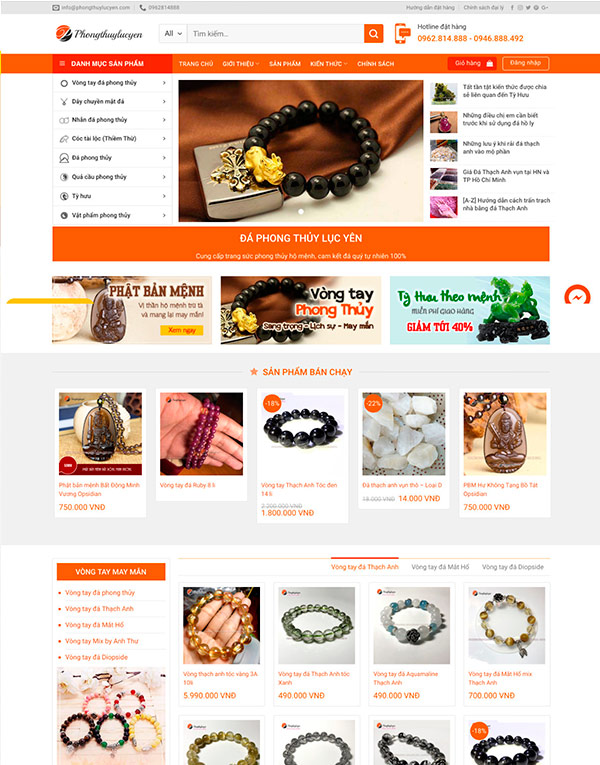 info@phongthuylucyen.com
0962814888
Hướng dẫn đặt hàng
Chính sách đại lý
Phongthuylucyen
All
Tìm kiếm...
Hotline đặt hàng
0962.814.888 - 0946.888.492
DANH MỤC SẢN PHẨM
TRANG CHỦ
GIỚI THIỆU
SẢN PHẨM
KIẾN THỨC
CHÍNH SÁCH
Giỏ hàng
Đăng nhập
Vòng tay đá phong thủy
Dây chuyền mặt đá
Nhẫn đá phong thủy
Cóc tài lộc (Thiềm Thừ)
Đá phong thủy
Quả cầu phong thủy
Tỳ hưu
Vật phẩm phong thủy
Tất tần tật kiến thức được chia
sẻ liên quan đến Tỳ Hưu
Những điều chị em cần biết
trước khi sử dụng đá hồ ly
Những lưu ý khi rải đá thạch
anh vào mộ phần
Giá Đá Thạch Anh vụn tại HN và
TP Hồ Chí Minh
[A-Z] Hướng dẫn cách trấn trạch
nhà bằng đá Thạch Anh
ĐÁ PHONG THỦY LỤC YÊN
Cung cấp trang sức phong thủy hộ mệnh, cam kết đá quý tự nhiên 100%
PHẬT BẢN MỆNH
Vị thần hộ mệnh trừ tà
và mang lại may mắn!
Xem ngay
Vòng tay
Phong Thủy
Sang trọng - Lịch sự - May mắn
Tỳ Hưu theo mệnh
MIỄN PHÍ GIAO HÀNG
GIẢM TỚI 40%
SẢN PHẨM BÁN CHẠY
-18%
-22%
Phật bản mệnh Bất Động Minh
Vương Opsidian
750.000 VNĐ
Vòng tay đá Ruby 8 li
Vòng tay Thạch Anh Tóc đen
14 li
2.200.000 VNĐ
1.800.000 VNĐ
Đá thạch anh vụn thô – Loại D
18.000 VNĐ
14.000 VNĐ
PBM Hư Không Tạng Bồ Tát
Opsidian
750.000 VNĐ
VÒNG TAY MAY MẮN
Vòng tay đá phong thủy
Vòng tay đá Thạch Anh
Vòng tay đá Mắt Hổ
Vòng tay Mix by Anh Thư
Vòng tay đá Diopside
Vòng tay đá Thạch Anh
Vòng tay đá Mắt Hổ
Vòng tay đá Diopside
Vòng thạch anh tóc vàng 3A
10li
5.990.000 VNĐ
Vòng tay đá Thạch Anh tóc
Xanh
490.000 VNĐ
Vòng tay đá Aquamaline
Thạch Anh
490.000 VNĐ
Vòng tay đá Mắt Hổ mix
Thạch Anh
700.000 VNĐ
-18%